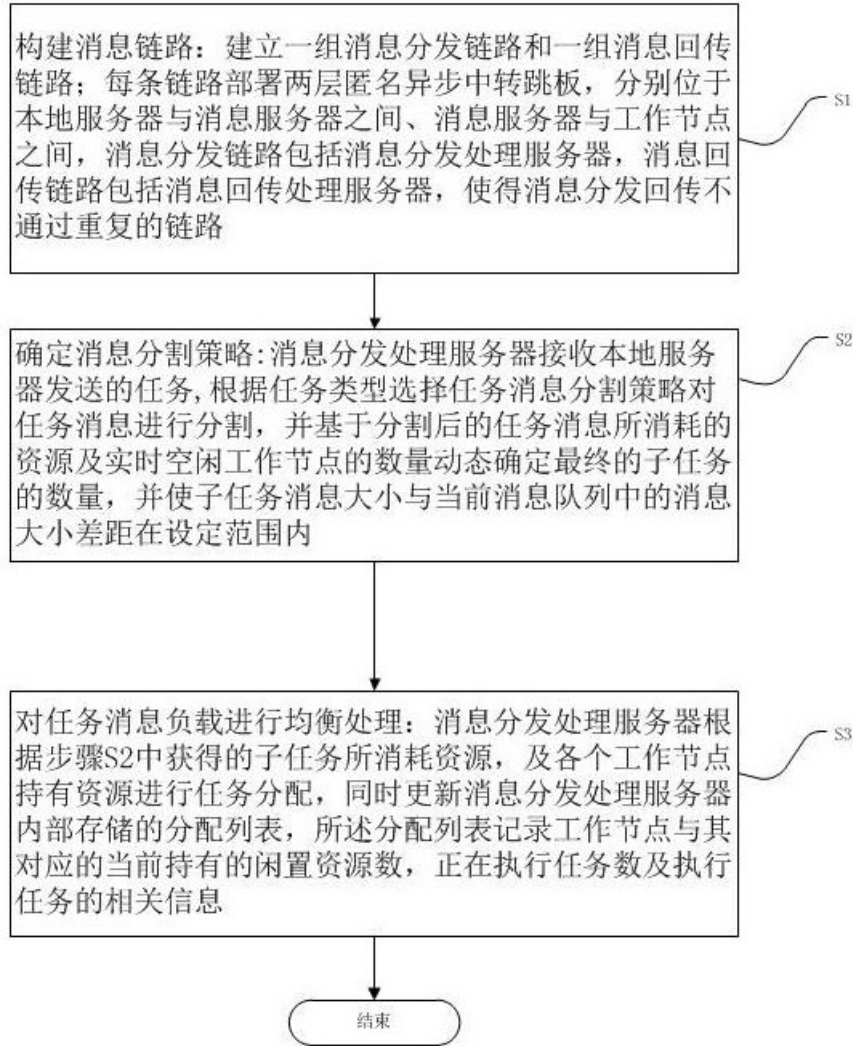 构建消息链路：建立一组消息分发链路和一组消息回传
链路；每条链路部署两层匿名异步中转跳板，分别位于
本地服务器与消息服务器之间、消息服务器与工作节点
之间，消息分发链路包括消息分发处理服务器，消息回
传链路包括消息回传处理服务器，使得消息分发回传不
通过重复的链路
S1
确定消息分割策略:消息分发处理服务器接收本地服务
器发送的任务,根据任务类型选择任务消息分割策略对
任务消息进行分割，并基于分割后的任务消息所消耗的
资源及实时空闲工作节点的数量动态确定最终的子任务
的数量，并使子任务消息大小与当前消息队列中的消息
大小差距在设定范围内
S2
对任务消息负载进行均衡处理：消息分发处理服务器根
据步骤S2中获得的子任务所消耗资源，及各个工作节点
持有资源进行任务分配，同时更新消息分发处理服务器
内部存储的分配列表，所述分配列表记录工作节点与其
对应的当前持有的闲置资源数，正在执行任务数及执行
任务的相关信息
S3
结束